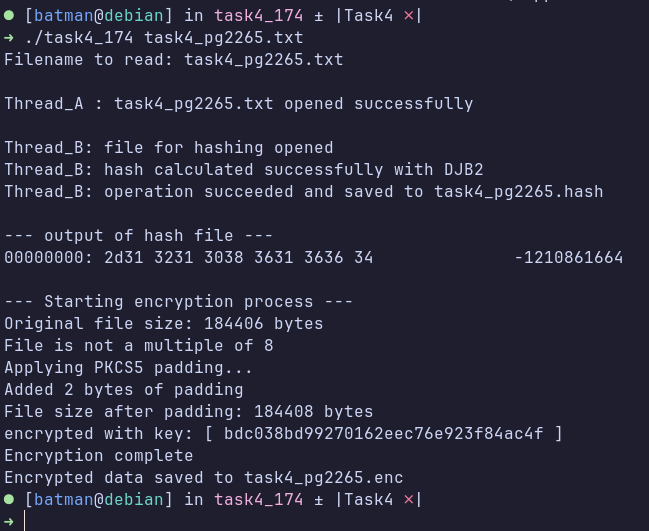 ● [batman@debian] in task4_174 ± |Task4 ✕|
→ ./task4_174 task4_pg2265.txt
Filename to read: task4_pg2265.txt
Thread_A : task4_pg2265.txt opened successfully
Thread_B: file for hashing opened
Thread_B: hash calculated successfully with DJB2
Thread_B: operation succeeded and saved to task4_pg2265.hash
--- output of hash file ---
00000000: 2d31 3231 3038 3631 3636 34              -1210861664
--- Starting encryption process ---
Original file size: 184406 bytes
File is not a multiple of 8
Applying PKCS5 padding...
Added 2 bytes of padding
File size after padding: 184408 bytes
encrypted with key: [ bdc038bd99270162eec76e923f84ac4f ]
Encryption complete
Encrypted data saved to task4_pg2265.enc
● [batman@debian] in task4_174 ± |Task4 ✕|
→